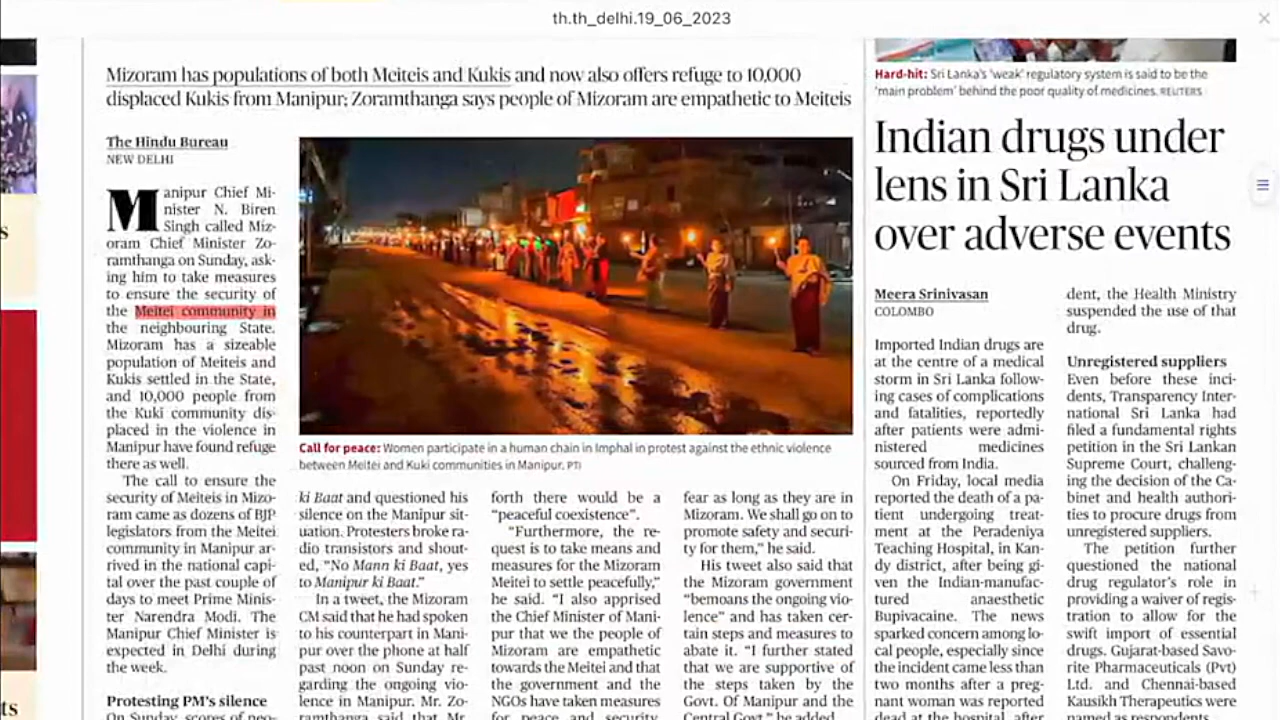 th.th_delhi.19_06_2023
Mizoram has populations of both Meiteis and Kukis and now also offers refuge to 10,000
displaced Kukis from Manipur; Zoramthanga says people of Mizoram are empathetic to Meiteis
The Hindu Bureau
NEW DELHI
Manipur Chief Mi-
nister N. Biren
Singh called Miz-
oram Chief Minister Zo-
ramthanga on Sunday, ask-
ing him to take measures
to ensure the security of
the Meitei community in
the neighbouring State.
Mizoram has a sizeable
population of Meiteis and
Kukis settled in the State,
and 10,000 people from
the Kuki community dis-
placed in the violence in
Manipur have found refuge
there as well.
The call to ensure the
security of Meiteis in Mizo-
ram came as dozens of BJP
legislators from the Meitei
community in Manipur ar-
rived in the national capi-
tal over the past couple of
days to meet Prime Minis-
ter Narendra Modi. The
Manipur Chief Minister is
expected in Delhi during
the week.
Protesting PM's silence
On Sunday, scores of peo-
Call for peace: Women participate in a human chain in Imphal in protest against the ethnic violence
between Meitei and Kuki communities in Manipur. PTI
ki Baat and questioned his
silence on the Manipur sit-
uation. Protesters broke ra-
dio transistors and shout-
ed, "No Mann ki Baat, yes
to Manipur ki Baat."
In a tweet, the Mizoram
CM said that he had spoken
to his counterpart in Mani-
pur over the phone at half
past noon on Sunday re-
garding the ongoing vio-
lence in Manipur. Mr. Zo-
ramthanga said that Mr.
forth there would be a
"peaceful coexistence".
"Furthermore, the re-
quest is to take means and
measures for the Mizoram
Meitei to settle peacefully,"
he said. "I also apprised
the Chief Minister of Mani-
pur that we the people of
Mizoram are empathetic
towards the Meitei and that
the government and the
NGOs have taken measures
for peace and security.
fear as long as they are in
Mizoram. We shall go on to
promote safety and securi-
ty for them," he said.
His tweet also said that
the Mizoram government
"bemoans the ongoing vio-
lence" and has taken cer-
tain steps and measures to
abate it. "I further stated
that we are supportive of
the steps taken by the
Govt. Of Manipur and the
Central Govt," he added.
Hard-hit: Sri Lanka's 'weak' regulatory system is said to be the
'main problem' behind the poor quality of medicines. REUTERS
Indian drugs under
lens in Sri Lanka
over adverse events
Meera Srinivasan
COLOMBO
Imported Indian drugs are
at the centre of a medical
storm in Sri Lanka follow-
ing cases of complications
and fatalities, reportedly
after patients were admi-
nistered medicines
sourced from India.
On Friday, local media
reported the death of a pa-
tient undergoing treat-
ment at the Peradeniya
Teaching Hospital, in Kan-
dy district, after being gi-
ven the Indian-manufac-
tured anaesthetic
Bupivacaine. The news
sparked concern among lo-
cal people, especially since
the incident came less than
two months after a preg-
nant woman was reported
dead at the hospital, after
dent, the Health Ministry
suspended the use of that
drug.
Unregistered suppliers
Even before these inci-
dents, Transparency Inter-
national Sri Lanka had
filed a fundamental rights
petition in the Sri Lankan
Supreme Court, challeng-
ing the decision of the Ca-
binet and health authori-
ties to procure drugs from
unregistered suppliers.
The petition further
questioned the national
drug regulator's role in
providing a waiver of regis-
tration to allow for the
swift import of essential
drugs. Gujarat-based Savo-
rite Pharmaceuticals (Pvt)
Ltd. and Chennai-based
Kausikh Therapeutics were
named as respondents
s
ts